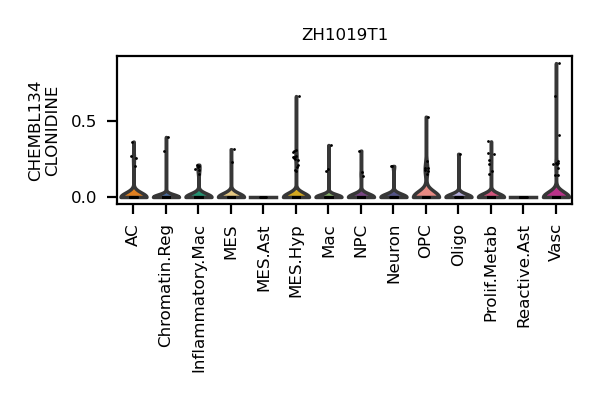 ZH1019T1
CHEMBL134
CLONIDINE
0.5
0.0
AC
Chromatin.Reg
Inflammatory.Mac
MES
MES.Ast
MES.Hyp
Mac
NPC
Neuron
OPC
Oligo
Prolif.Metab
Reactive.Ast
Vasc